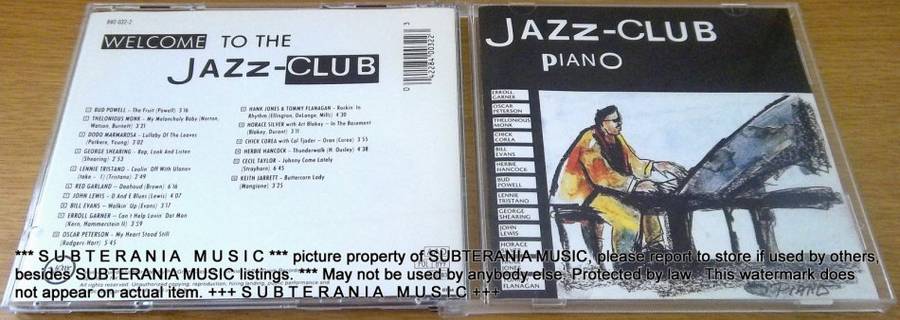 840 032-2
WELCOME TO THE
JAZZ-CLUB
0 42284 00322 3
BUD POWELL - The Fruit (Powell) 3:16
THELONIOUS MONK - My Melancholy Baby (Norton,
Watson, Burnett) 3:21
DODO MARMAROSA - Lullaby Of The Leaves
(Petkere, Young) 3:02
GEORGE SHEARING - Bop, Look And Listen
(Shearing) 2:53
LENNIE TRISTANO - Coolin' Off With Ulanov
(take - 1) (Tristano) 2:49
RED GARLAND - Daahoud (Brown) 6:16
JOHN LEWIS - D And E Blues (Lewis) 4:07
BILL EVANS - Walkin' Up (Evans) 3:17
ERROLL GARNER - Can't Help Lovin' Dat Man
(Kern, Hammerstein II) 3:59
OSCAR PETERSON - My Heart Stood Still
(Rodgers-Hart) 5:45
HANK JONES & TOMMY FLANAGAN - Rockin' In
Rhythm (Ellington, DeLange, Mills) 4:30
HORACE SILVER with Art Blakey - In The Basement
(Blakey, Durant) 3:11
CHICK COREA with Cal Tjader - Oran (Corea) 3:55
HERBIE HANCOCK - Thunderwalk (H. Ousley) 4:38
CECIL TAYLOR - Johnny Come Lately
(Strayhorn) 6:45
KEITH JARRETT - Buttercorn Lady
(Mangione) 3:25
All rights reserved. Unauthorized copying, reproduction, hiring, lending, public performance and
JAZZ-CLUB
PIANO
ERROLL
GARNER
OSCAR
PETERSON
THELONIOUS
MONK
CHICK
COREA
BILL
EVANS
HERBIE
HANCOCK
BUD
POWELL
LENNIE
TRISTANO
GEORGE
SHEARING
JOHN
LEWIS
HORACE
FLANAGAN
PIANO
*** S U B T E R A N I A M U S I C *** picture property of SUBTERANIA MUSIC, please report to store if used by others,
besides SUBTERANIA MUSIC listings. *** May not be used by anybody else. Protected by law. This watermark does
not appear on actual item. +++ S U B T E R A N I A M U S I C +++